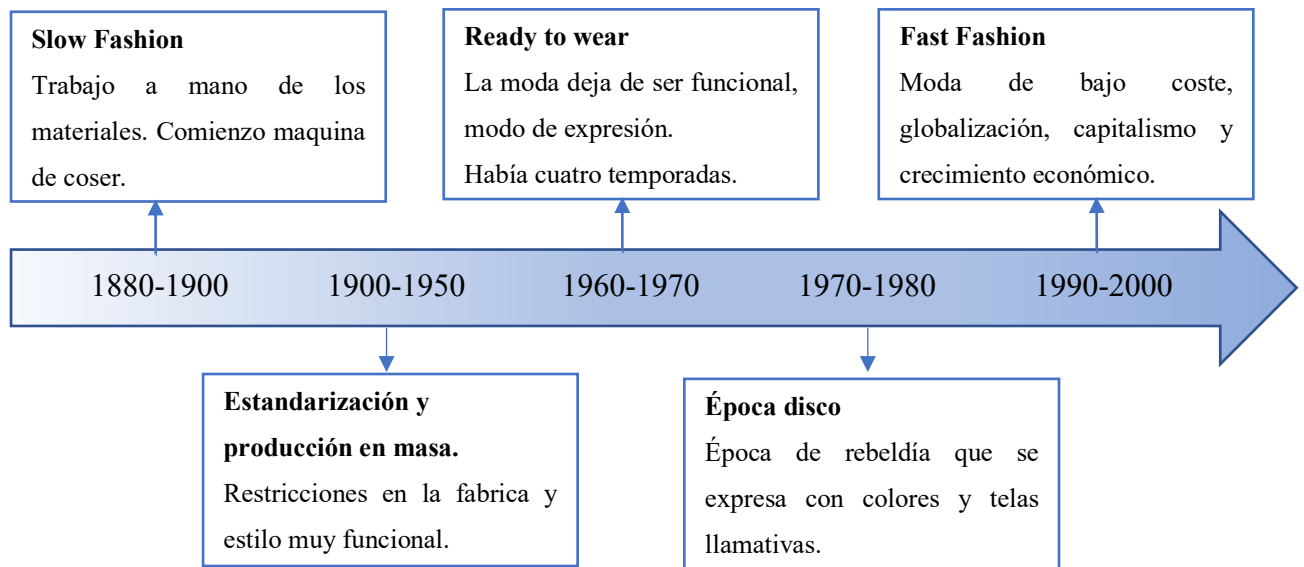 Slow Fashion
Trabajo a mano de los
materiales. Comienzo maquina
de coser.
Ready to wear
La moda deja de ser funcional,
modo de expresión.
Había cuatro temporadas.
Fast Fashion
Moda de bajo coste,
globalización, capitalismo y
crecimiento económico.
1880-1900
1900-1950
1960-1970
1970-1980
1990-2000
Estandarización y
producción en masa.
Restricciones en la fabrica y
estilo muy funcional.
Época disco
Época de rebeldía que se
expresa con colores y telas
llamativas.